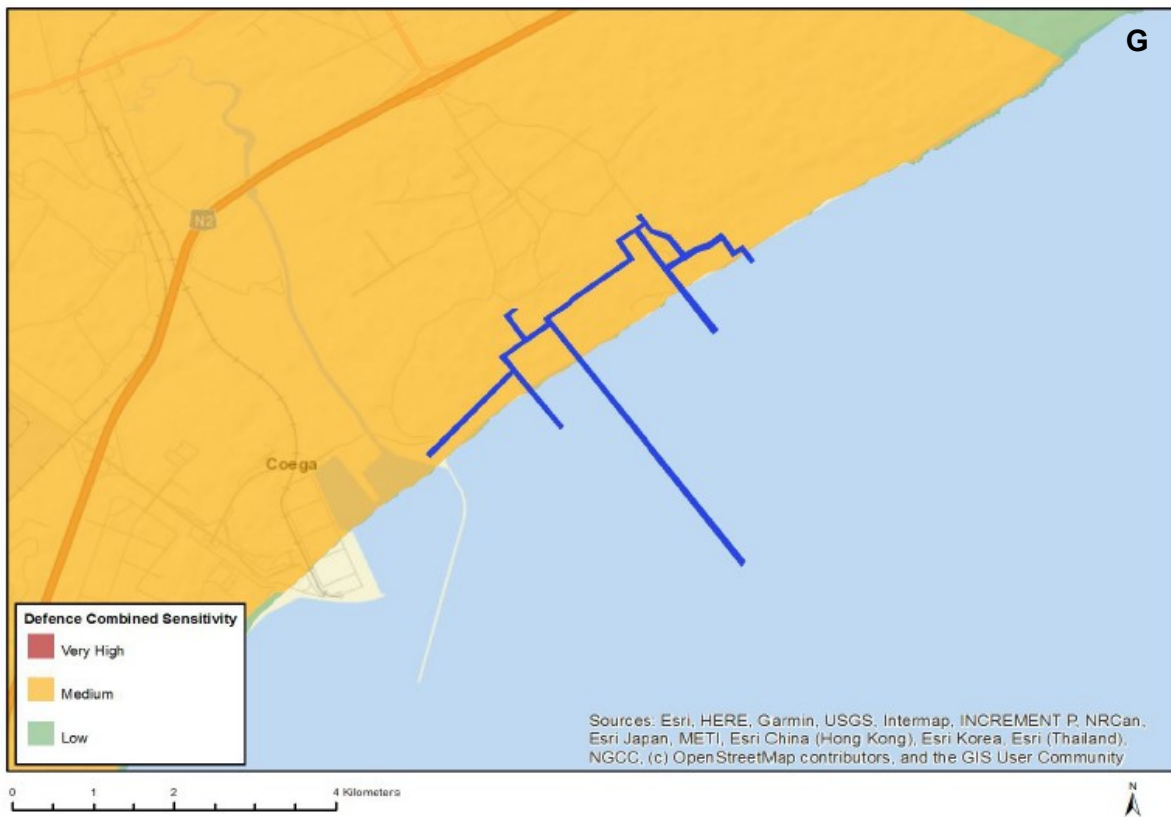 G
N2
Coega
Defence Combined Sensitivity
Very High
Medium
Low
Sources: Esri, HERE, Garmin, USGS, Intermap, INCREMENT P, NRCan,
Esri Japan, METI, Esri China (Hong Kong), Esri Korea, Esri (Thailand),
NGCC, (c) OpenStreetMap contributors, and the GIS User Community
0 1 2 4 Kilometers
N